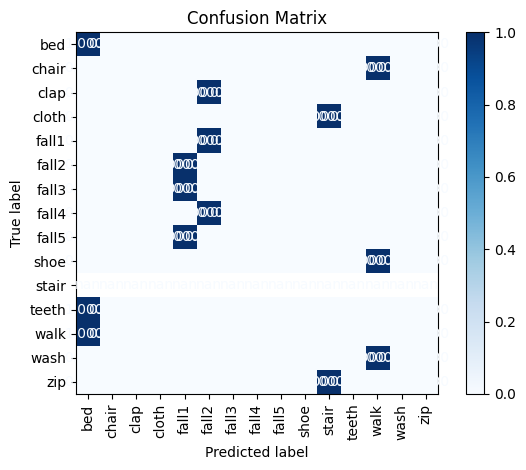 Confusion Matrix
bed
chair
clap
cloth
fall1
fall2
fall3
fall4
fall5
shoe
stair
teeth
walk
wash
zip
True label
bed
chair
clap
cloth
fall1
fall2
fall3
fall4
fall5
shoe
stair
teeth
walk
wash
zip
Predicted label
1.0
0.8
0.6
0.4
0.2
0.0